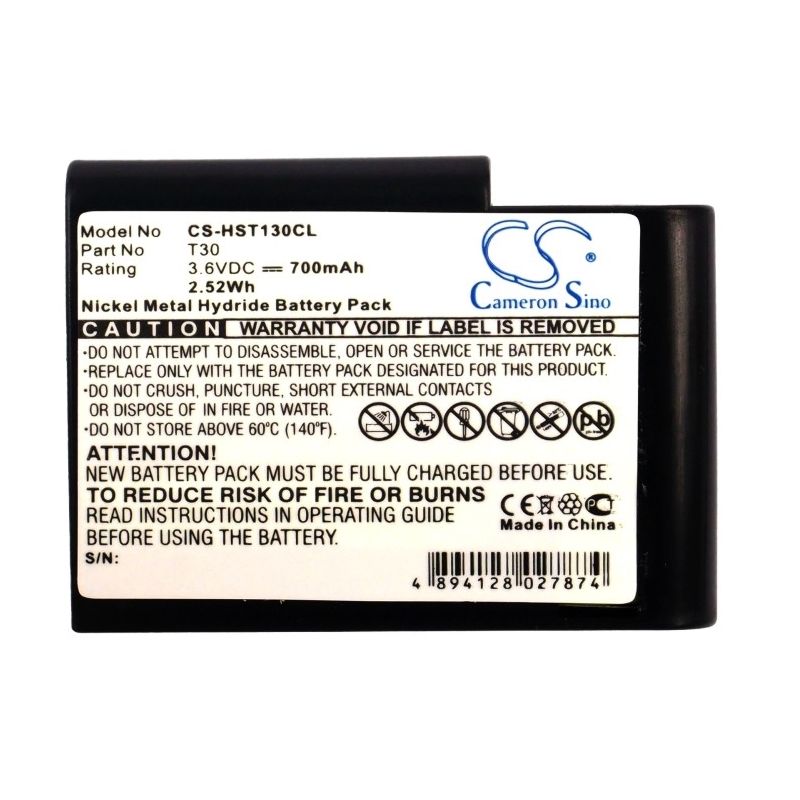 Model No CS-HST130CL
Part No T30
Rating 3.6VDC ⎓ 700mAh
2.52Wh
Nickel Metal Hydride Battery Pack
CS
®
Cameron Sino
CAUTION WARRANTY VOID IF LABEL IS REMOVED
•DO NOT ATTEMPT TO DISASSEMBLE, OPEN OR SERVICE THE BATTERY PACK.
•REPLACE ONLY WITH THE BATTERY PACK DESIGNATED FOR THIS PRODUCT.
•DO NOT CRUSH, PUNCTURE, SHORT EXTERNAL CONTACTS
OR DISPOSE OF IN FIRE OR WATER.
•DO NOT STORE ABOVE 60°C (140°F).
Pb
ATTENTION!
NEW BATTERY PACK MUST BE FULLY CHARGED BEFORE USE.
TO REDUCE RISK OF FIRE OR BURNS
READ INSTRUCTIONS IN OPERATING GUIDE
BEFORE USING THE BATTERY.
CE PCT
Made In China
S/N:
4 894128 027874